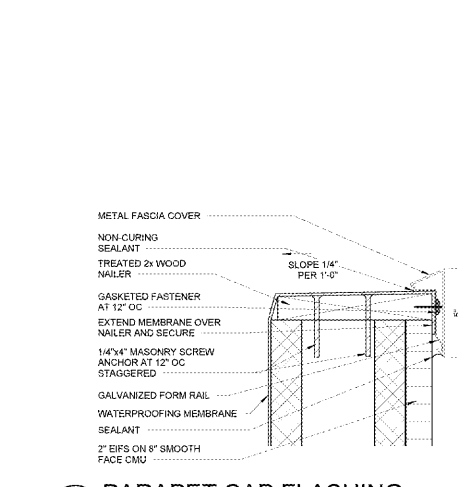 METAL FASCIA COVER
NON-CURING
SEALANT
TREATED 2x WOOD
NAILER
SLOPE 1/4"
PER 1'-0"
GASKETED FASTENER
AT 12" OC
EXTEND MEMBRANE OVER
NAILER AND SECURE
1/4"x4" MASONRY SCREW
ANCHOR AT 12" OC
STAGGERED
GALVANIZED FORM RAIL
WATERPROOFING MEMBRANE
SEALANT
2" EIFS ON 8" SMOOTH
FACE CMU
PARAPET CAP FLASHING